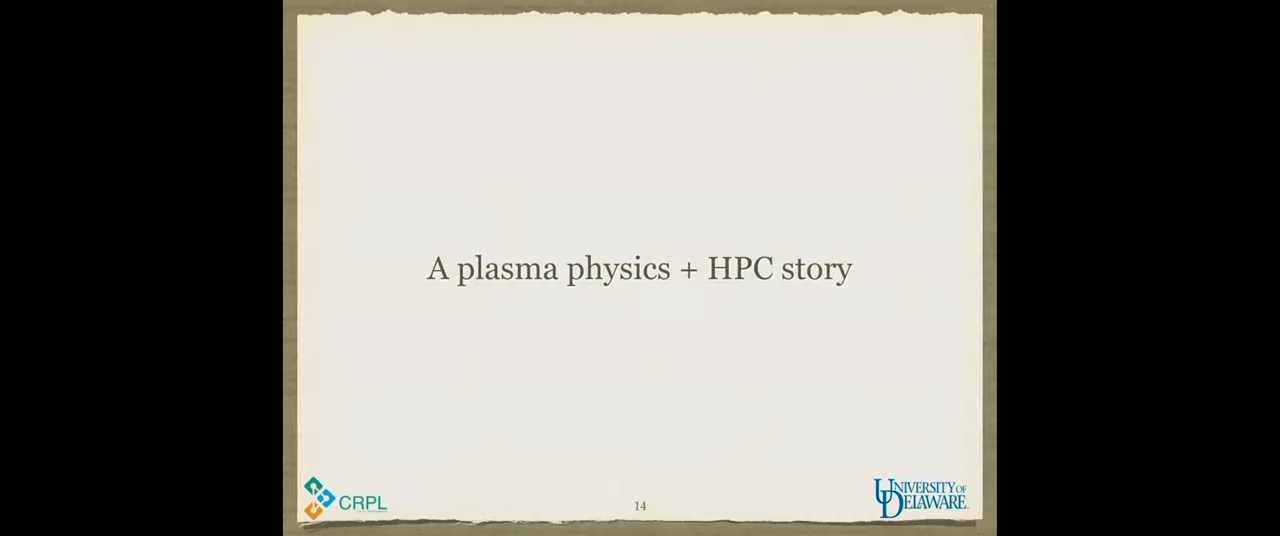 A plasma physics + HPC story
CRPL
14
UNIVERSITY OF
DELAWARE